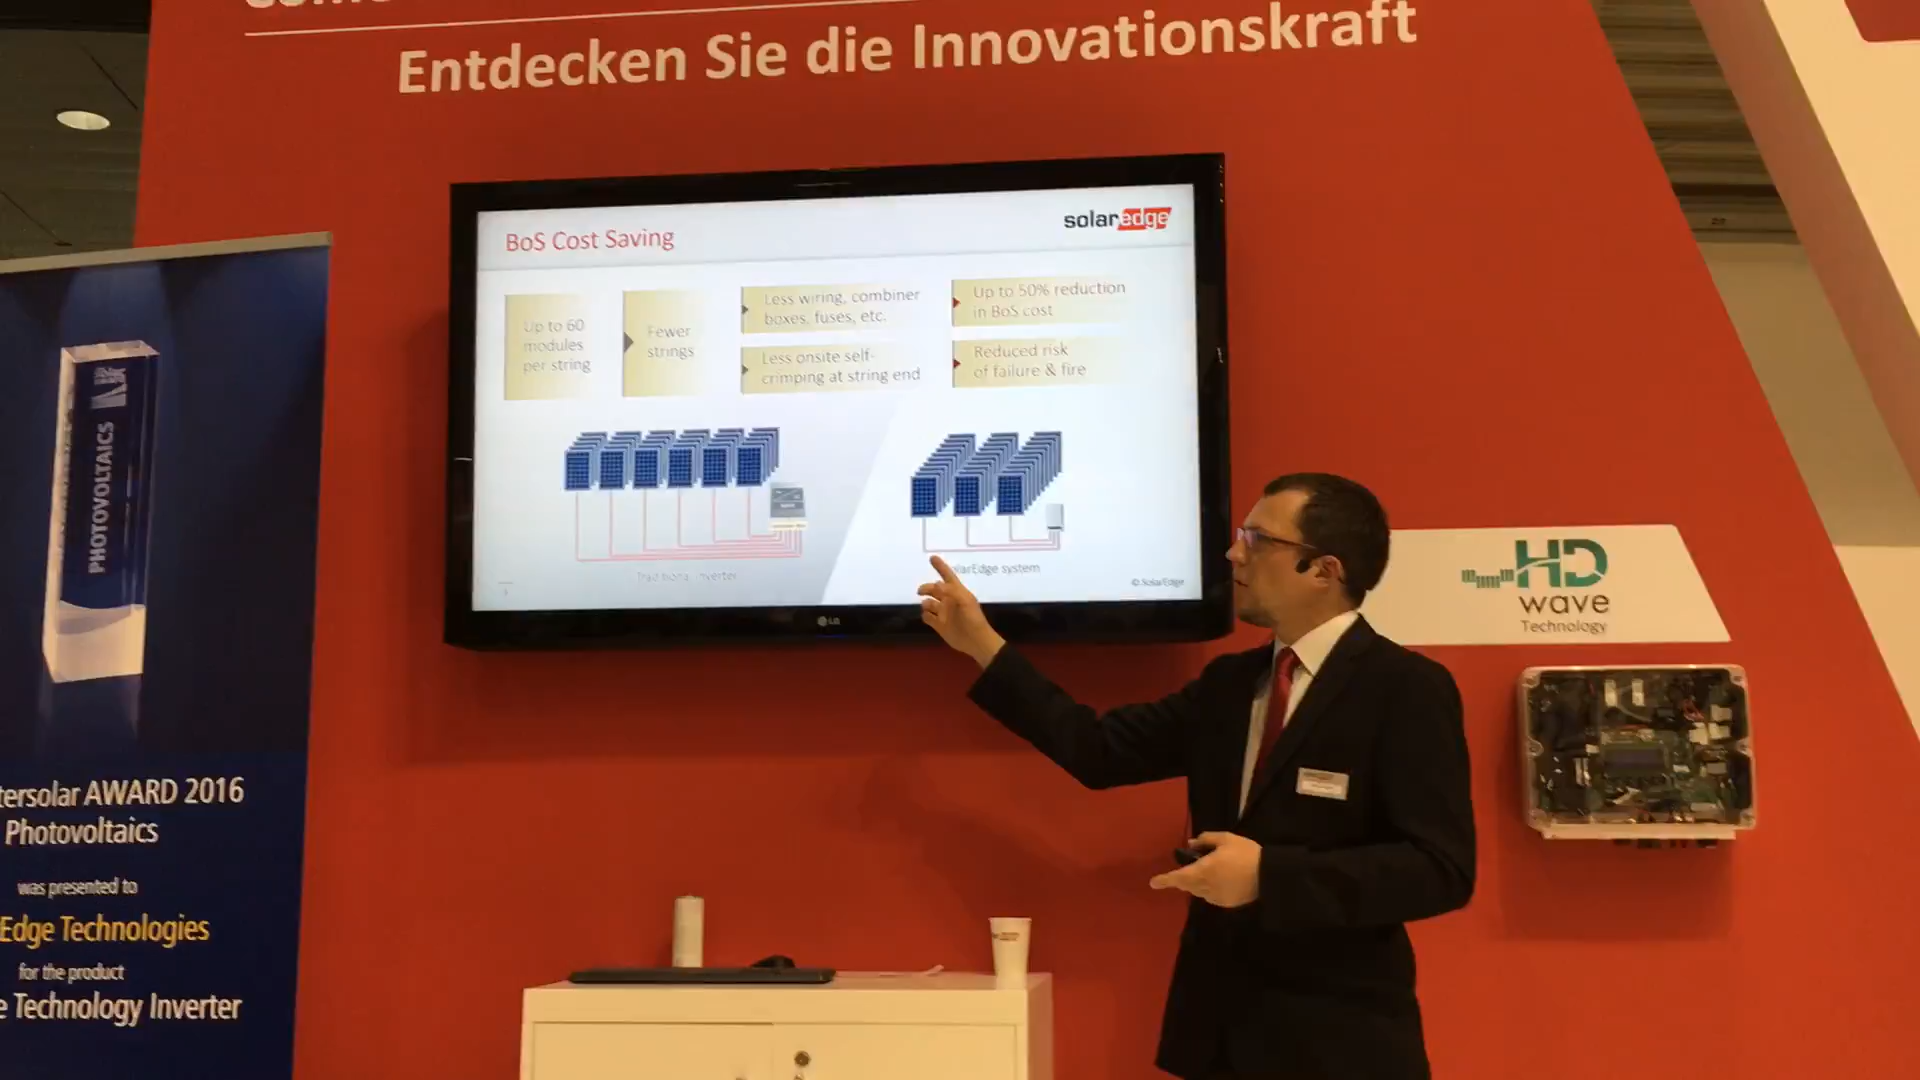 Entdecken Sie die Innovationskraft
solaredge
BoS Cost Saving
Up to 60
modules
per string
Fewer
strings
Less wiring, combiner
boxes, fuses, etc.
Less onsite self-
crimping at string end
Up to 50% reduction
in BoS cost
Reduced risk
of failure & fire
Traditional inverter
olarEdge system
© SolarEdge
LG
HD
wave
Technology
PHOTOVOLTAICS
tersolar AWARD 2016
Photovoltaics
was presented to
Edge Technologies
for the product
e Technology Inverter